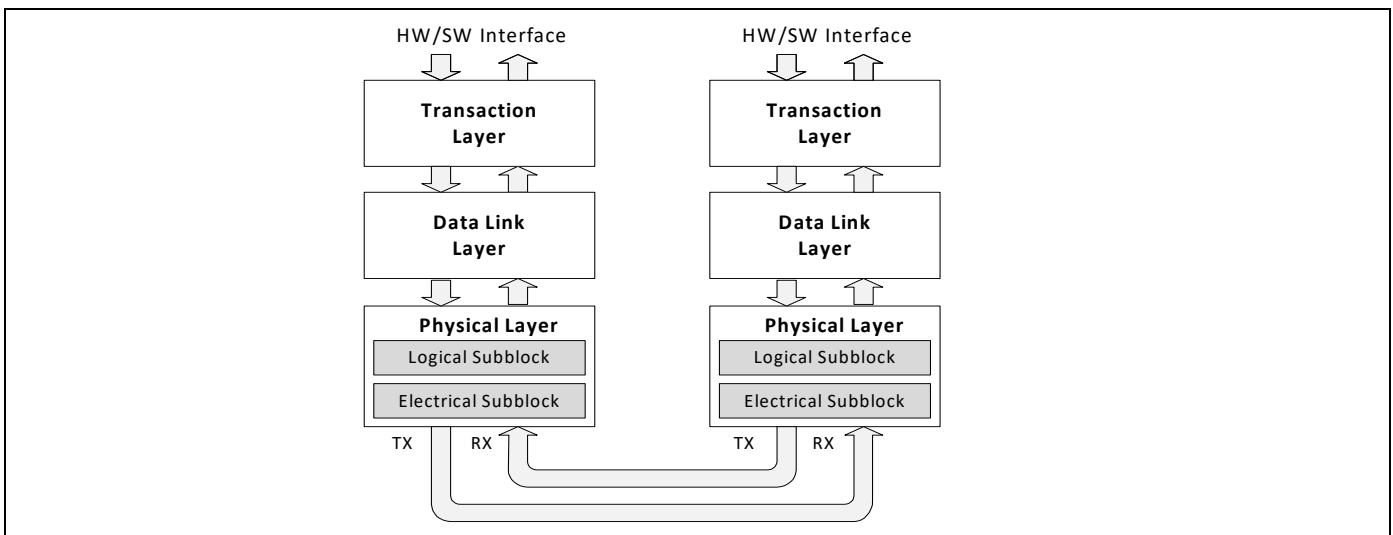 HW/SW Interface
Transaction
Layer
Data Link
Layer
Physical Layer
Logical Subblock
Electrical Subblock
TX RX
HW/SW Interface
Transaction
Layer
Data Link
Layer
Physical Layer
Logical Subblock
Electrical Subblock
TX RX